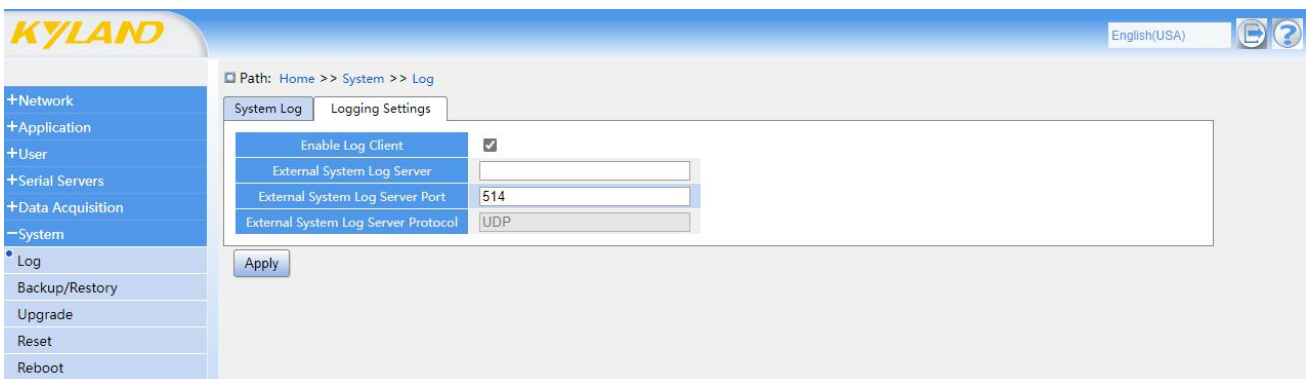 KYLAND
English(USA)
Path: Home >> System >> Log
+Network
+Application
+User
+Serial Servers
+Data Acquisition
−System
Log
Backup/Restory
Upgrade
Reset
Reboot
System Log
Logging Settings
Enable Log Client
External System Log Server
External System Log Server Port 514
External System Log Server Protocol UDP
Apply